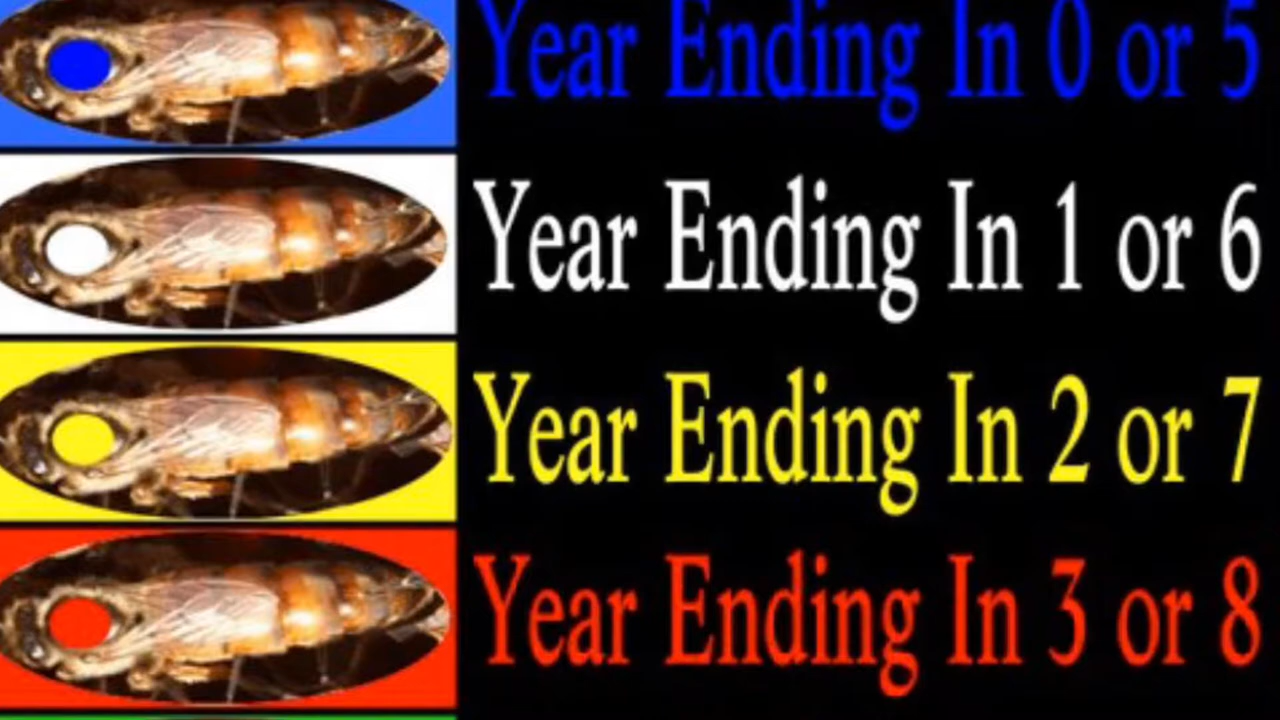 Year Ending In 0 or 5
Year Ending In 1 or 6
Year Ending In 2 or 7
Year Ending In 3 or 8